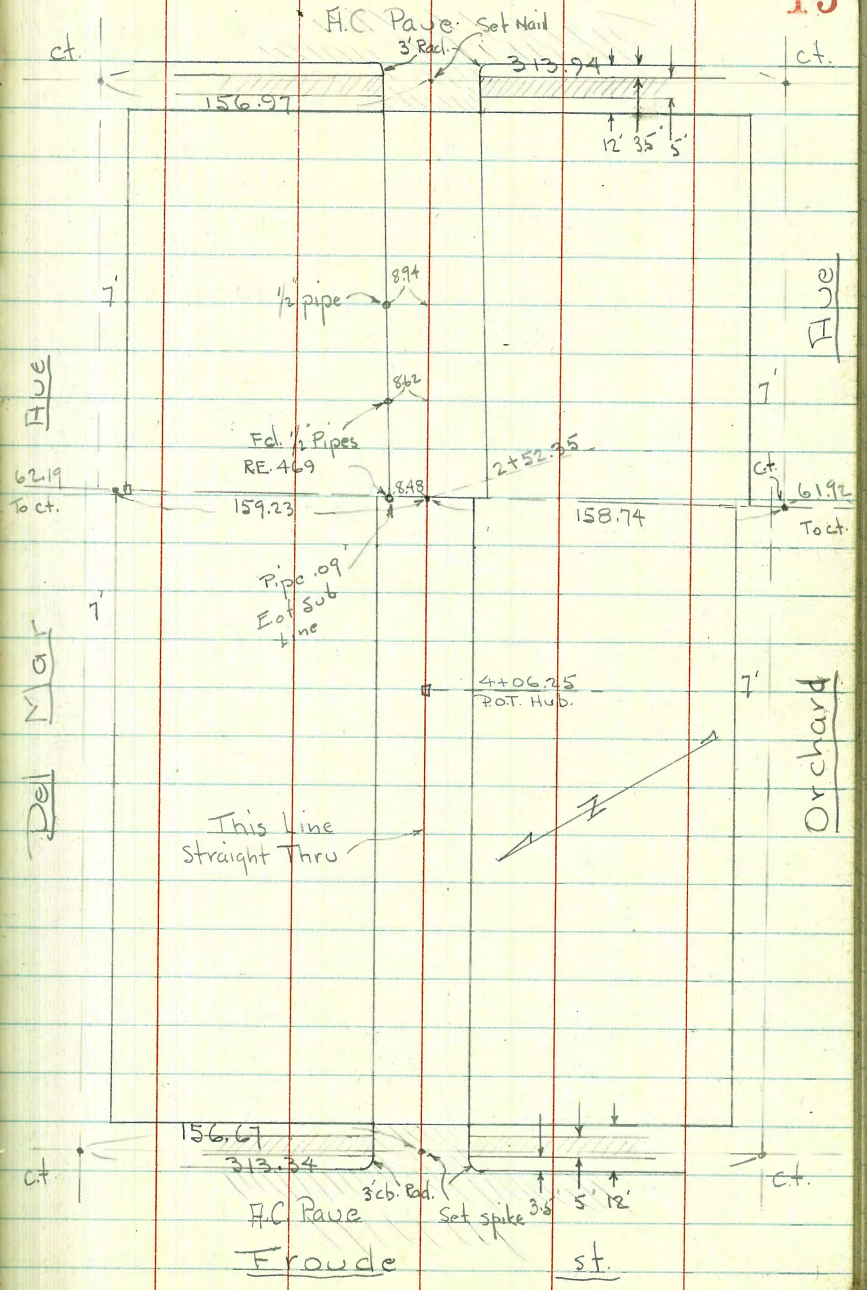 15
A.C. Pave. Set Nail
3' Rad.
ct.
313.94
ct.
156.97
12' 3.5' 5'
8.94
1/2" pipe
7'
Ave
Ave
8.62
7'
Fd. 1/2" Pipes
RE. 469
2+52.35
62.19
To ct.
8.48
ct.
61.92
To ct.
159.23
158.74
Pipe .09'
E. of Sub
Line
7'
Del Mar
4+06.25
P.O.T. Hub.
7'
Orchard
N
This Line
Straight Thru
156.67
313.34
ct.
ct.
3' cb. Rad.
3.5' 5' 12'
A.C Pave
Set spike
Froude st.